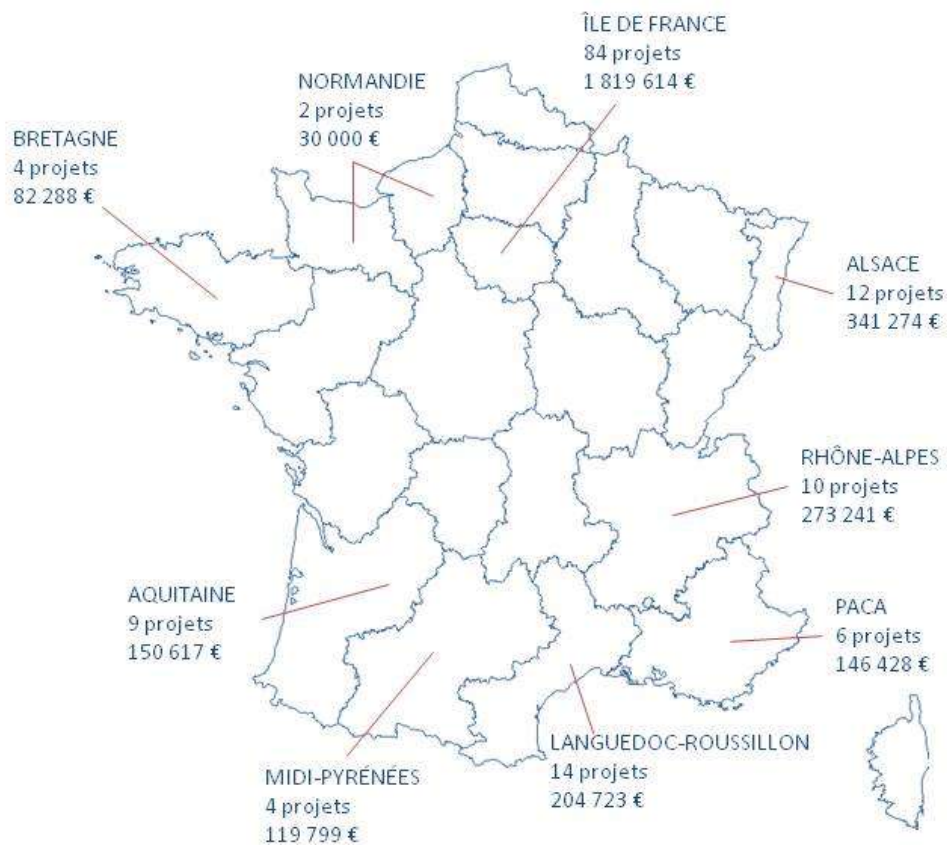 ÎLE DE FRANCE
84 projets
1 819 614 €
NORMANDIE
2 projets
30 000 €
BRETAGNE
4 projets
82 288 €
ALSACE
12 projets
341 274 €
RHÔNE-ALPES
10 projets
273 241 €
AQUITAINE
9 projets
150 617 €
PACA
6 projets
146 428 €
LANGUEDOC-ROUSSILLON
14 projets
204 723 €
MIDI-PYRÉNÉES
4 projets
119 799 €